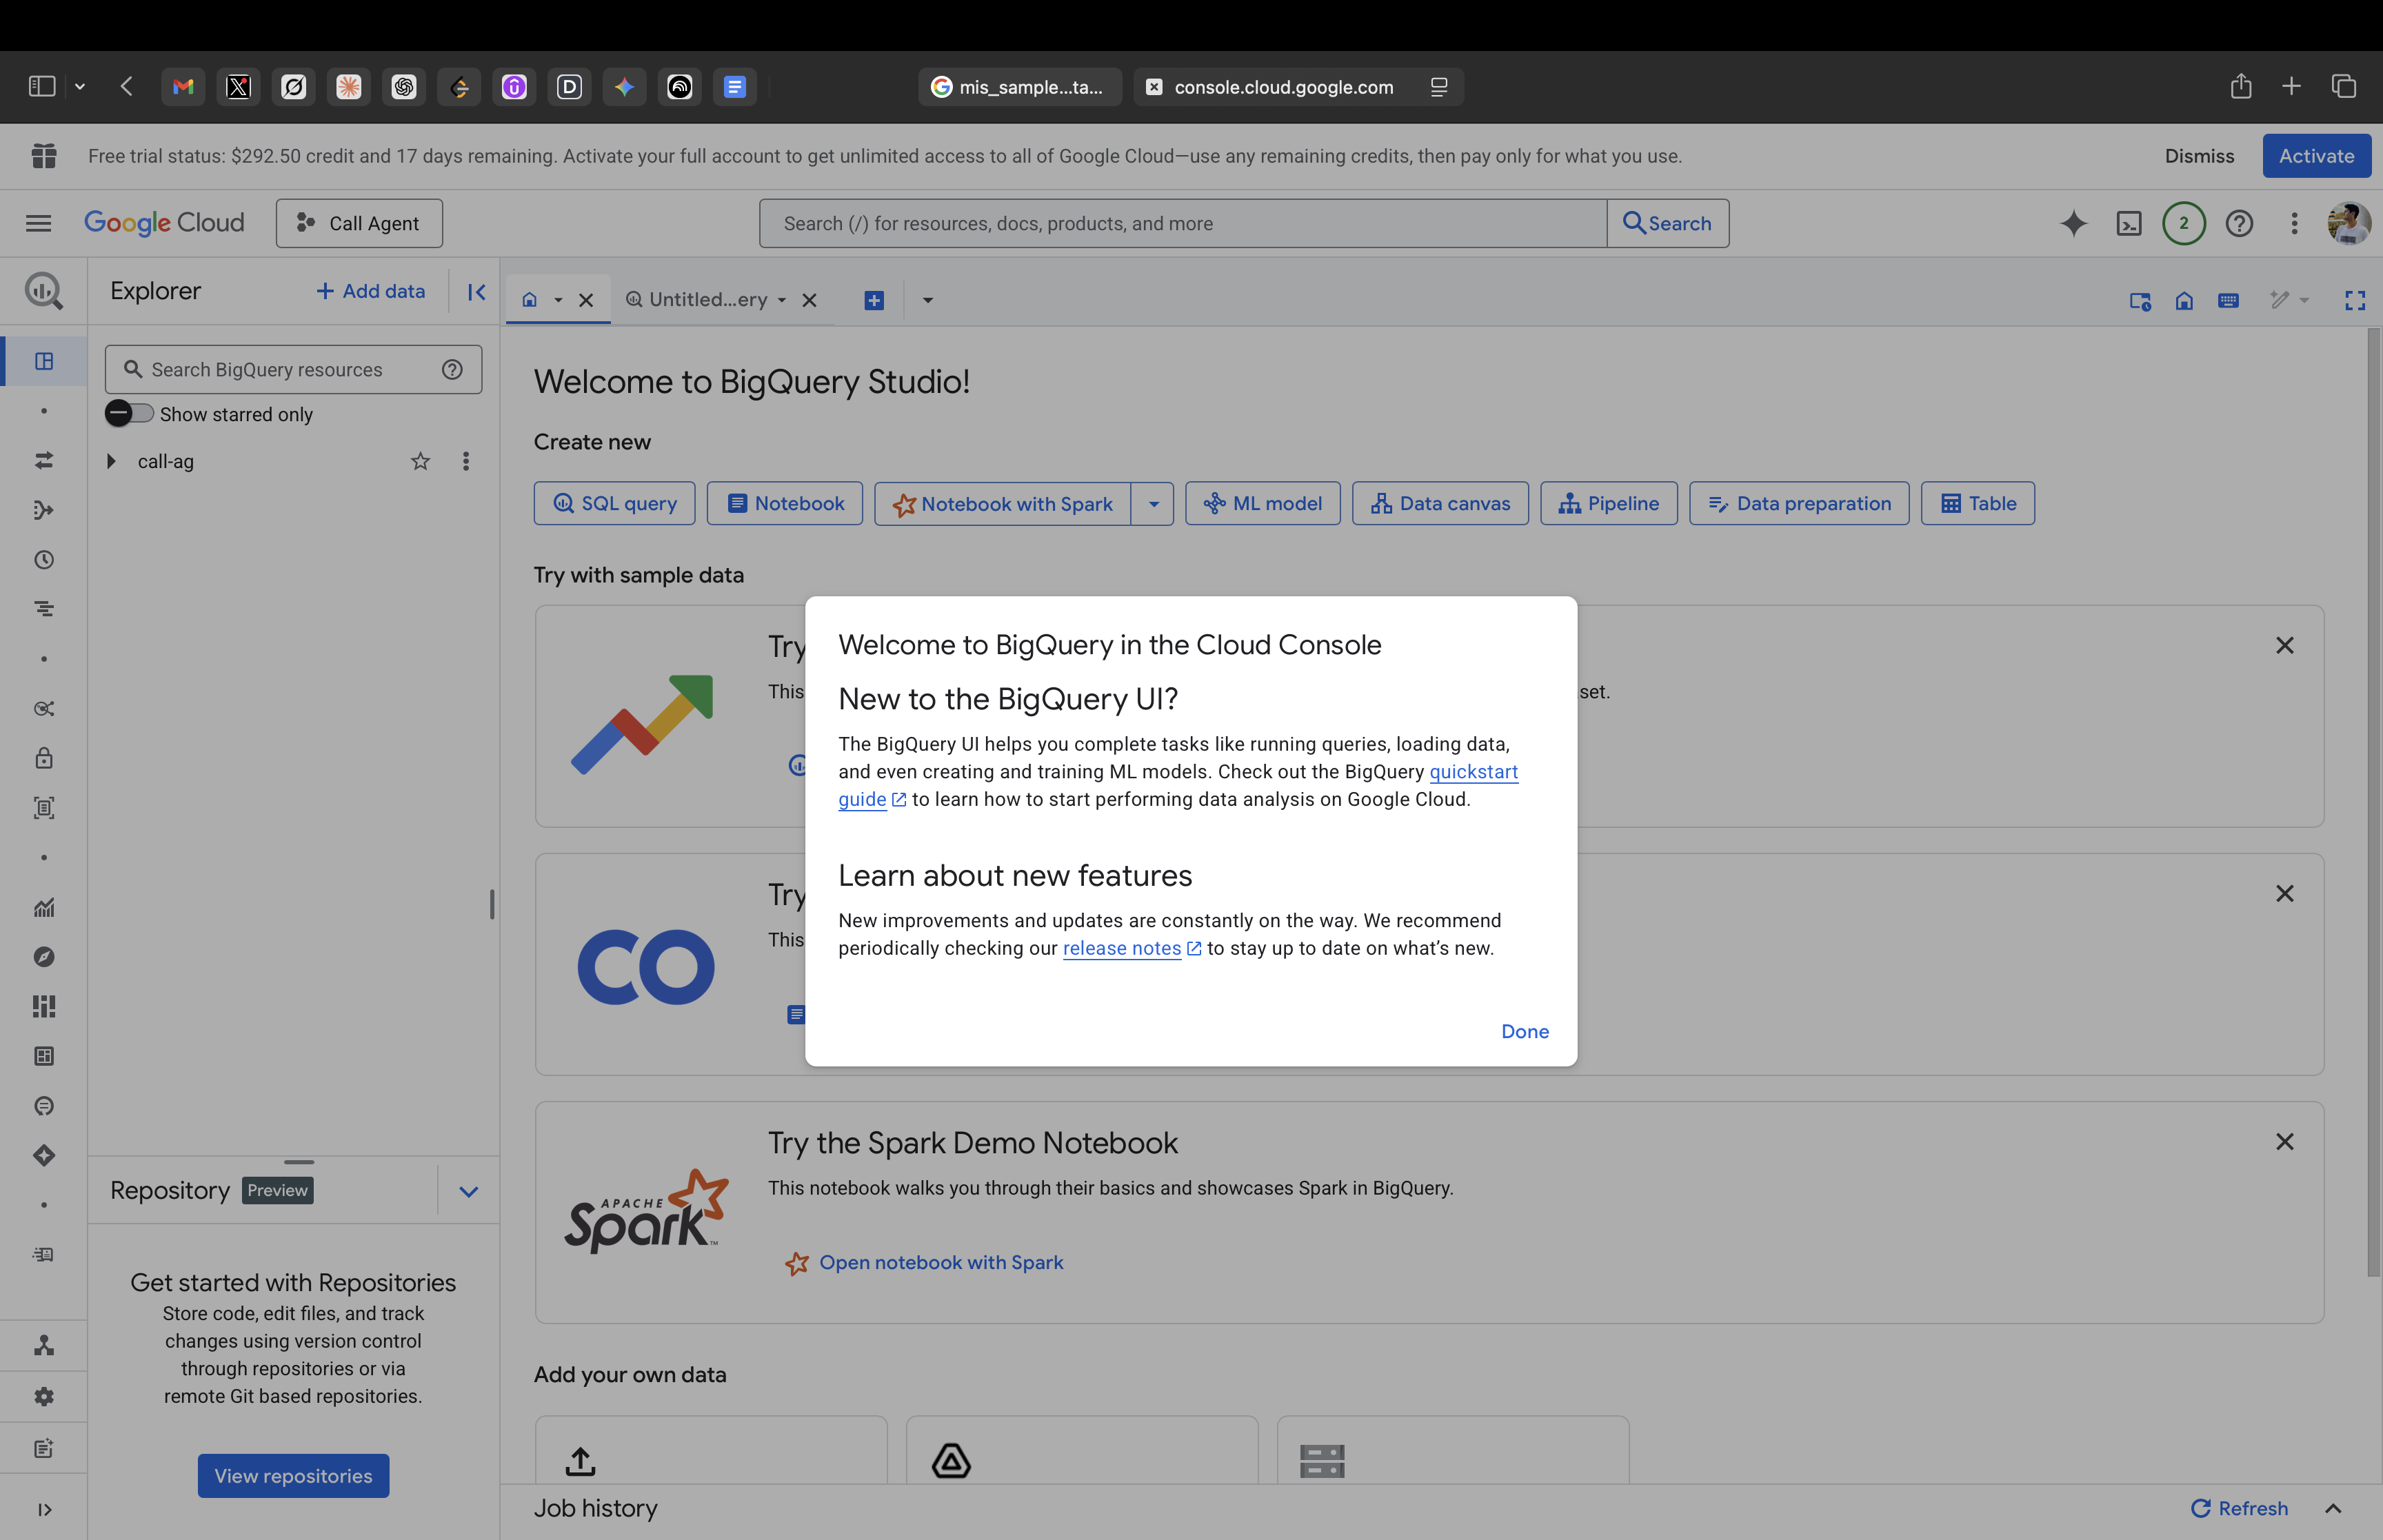 mis_sample...ta...
console.cloud.google.com
Free trial status: $292.50 credit and 17 days remaining. Activate your full account to get unlimited access to all of Google Cloud—use any remaining credits, then pay only for what you use.
Dismiss
Activate
Google Cloud
Call Agent
Search (/) for resources, docs, products, and more
Search
2
Explorer
Add data
Untitled...ery
Search BigQuery resources
Show starred only
call-ag
Welcome to BigQuery Studio!
Create new
SQL query
Notebook
Notebook with Spark
ML model
Data canvas
Pipeline
Data preparation
Table
Try with sample data
Try
This
set.
Welcome to BigQuery in the Cloud Console
New to the BigQuery UI?
The BigQuery UI helps you complete tasks like running queries, loading data,
and even creating and training ML models. Check out the BigQuery quickstart
guide to learn how to start performing data analysis on Google Cloud.
Learn about new features
New improvements and updates are constantly on the way. We recommend
periodically checking our release notes to stay up to date on what's new.
Done
Try
This
APACHE
Spark™
Try the Spark Demo Notebook
This notebook walks you through their basics and showcases Spark in BigQuery.
Open notebook with Spark
Repository
Preview
Get started with Repositories
Store code, edit files, and track
changes using version control
through repositories or via
remote Git based repositories.
View repositories
Add your own data
Job history
Refresh